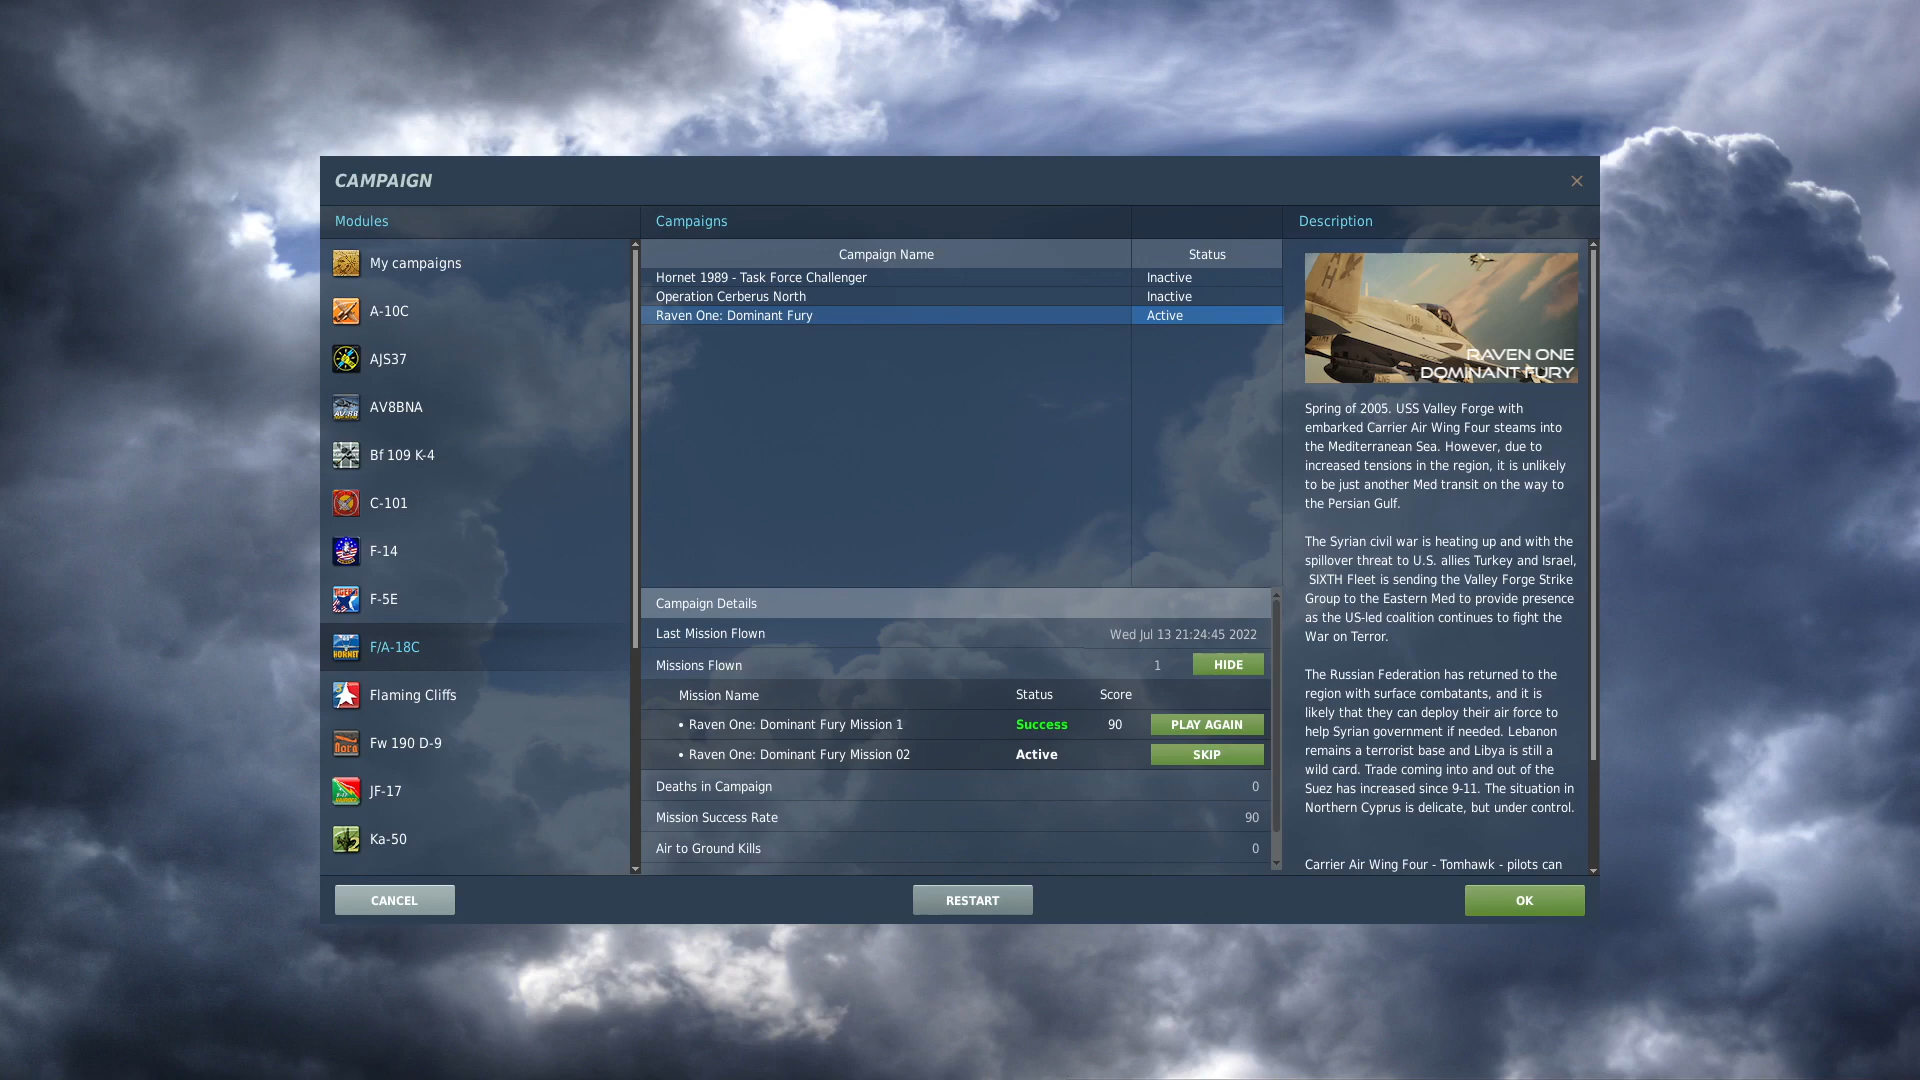 CAMPAIGN
Modules
Campaigns
Description
My campaigns
A-10C
AJS37
AV8BNA
Bf 109 K-4
C-101
F-14
F-5E
F/A-18C
Flaming Cliffs
Fw 190 D-9
JF-17
Ka-50
Campaign Name Status
Hornet 1989 - Task Force Challenger Inactive
Operation Cerberus North Inactive
Raven One: Dominant Fury Active
Campaign Details
Last Mission Flown Wed Jul 13 21:24:45 2022
Missions Flown 1 HIDE
Mission Name Status Score
• Raven One: Dominant Fury Mission 1 Success 90 PLAY AGAIN
• Raven One: Dominant Fury Mission 02 Active SKIP
Deaths in Campaign 0
Mission Success Rate 90
Air to Ground Kills 0
RAVEN ONE
DOMINANT FURY
Spring of 2005. USS Valley Forge with
embarked Carrier Air Wing Four steams into
the Mediterranean Sea. However, due to
increased tensions in the region, it is unlikely
to be just another Med transit on the way to
the Persian Gulf.
The Syrian civil war is heating up and with the
spillover threat to U.S. allies Turkey and Israel,
SIXTH Fleet is sending the Valley Forge Strike
Group to the Eastern Med to provide presence
as the US-led coalition continues to fight the
War on Terror.
The Russian Federation has returned to the
region with surface combatants, and it is
likely that they can deploy their air force to
help Syrian government if needed. Lebanon
remains a terrorist base and Libya is still a
wild card. Trade coming into and out of the
Suez has increased since 9-11. The situation in
Northern Cyprus is delicate, but under control.
Carrier Air Wing Four - Tomhawk - pilots can
CANCEL
RESTART
OK